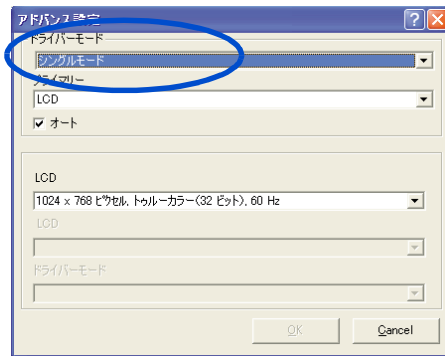 アドバンス設定
ドライバーモード
シングルモード
プライマリー
LCD
オート
LCD
1024 x 768 ピクセル, トゥルーカラー(32 ビット), 60 Hz
LCD
ドライバーモード
OK
Cancel